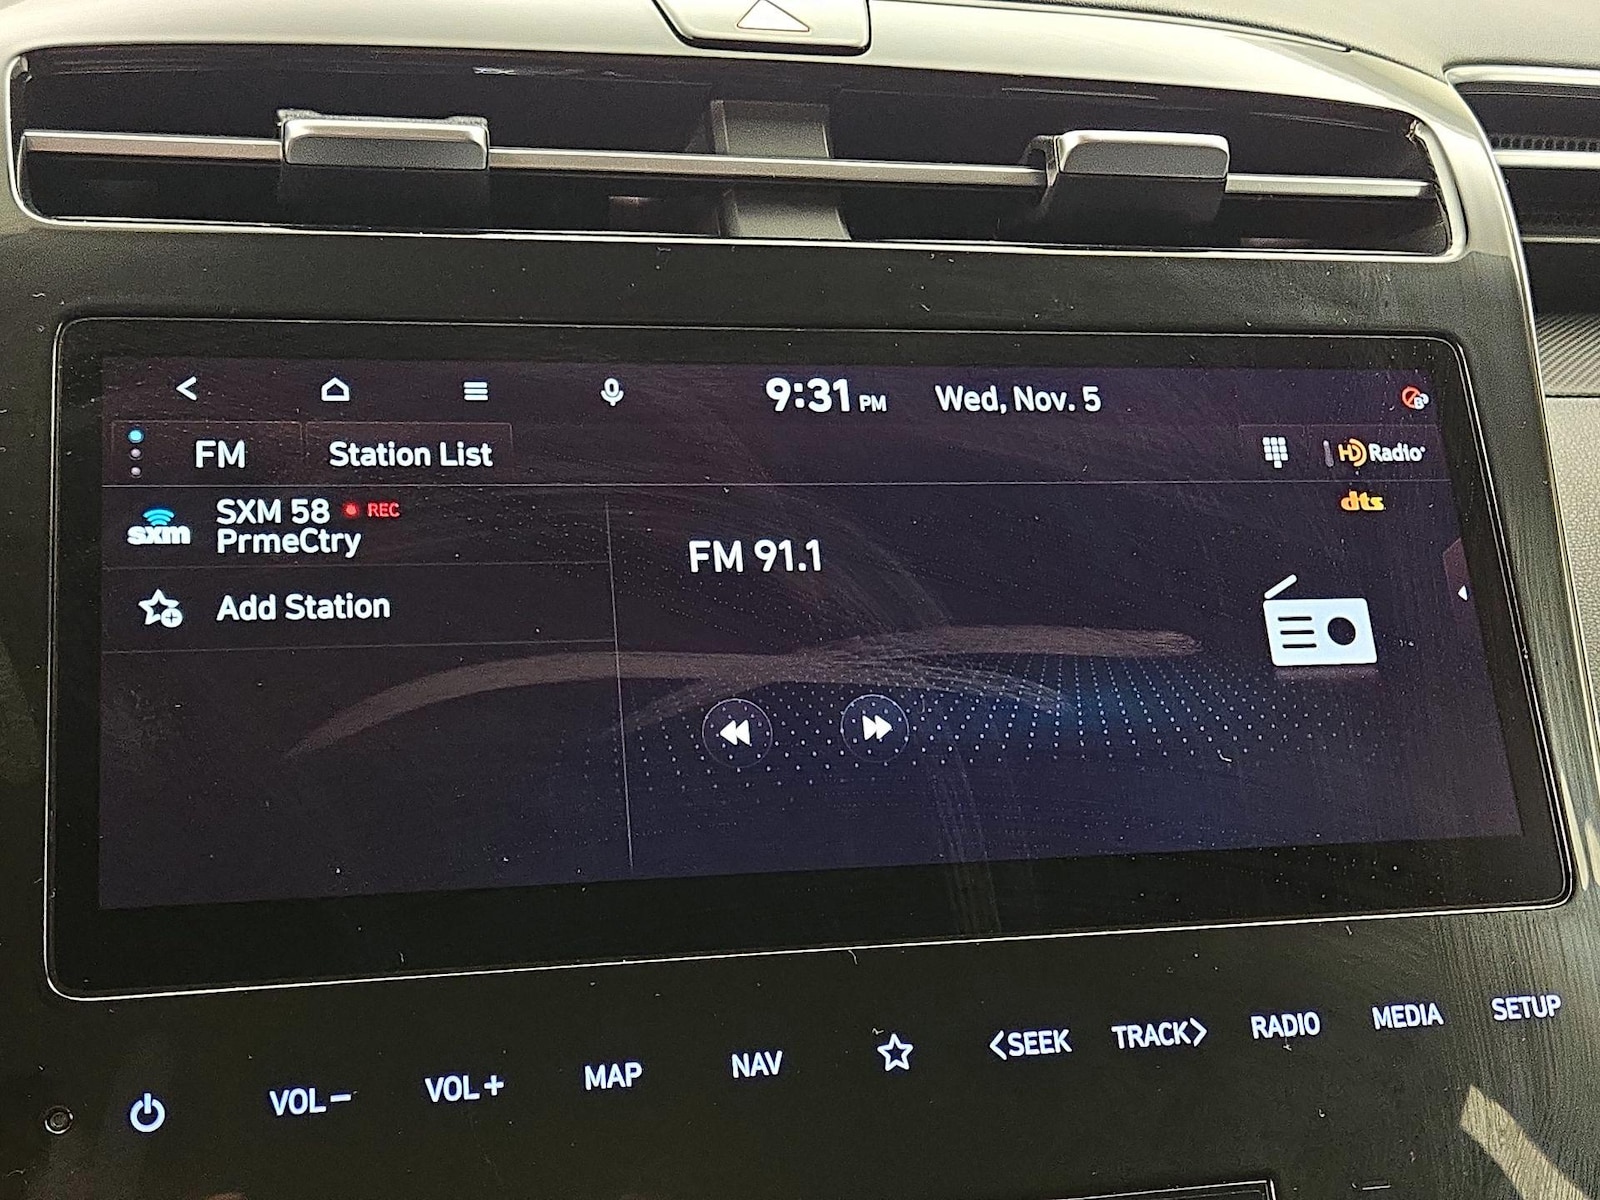 9:31 PM Wed, Nov. 5
FM Station List HD Radio
dts
sxm SXM 58 REC
PrmeCtry
FM 91.1
Add Station
VOL− VOL+ MAP NAV <SEEK TRACK> RADIO MEDIA SETUP